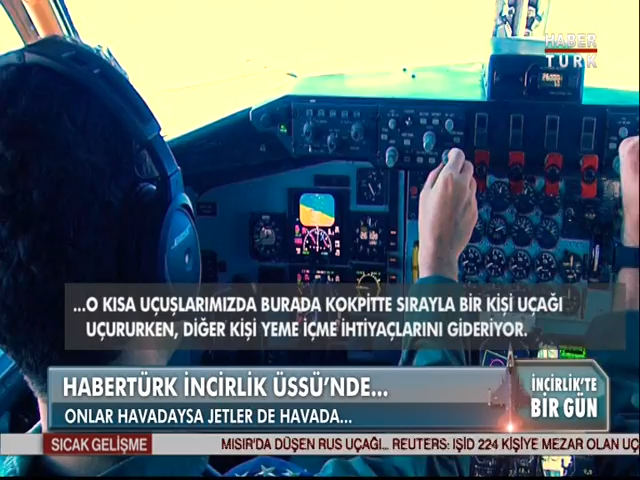 HABER
TÜRK
...O KISA UÇUŞLARIMIZDA BURADA KOKPİTTE SIRAYLA BİR KİŞİ UÇAĞI
UÇURURKEN, DİĞER KİŞİ YEME İÇME İHTİYAÇLARINI GİDERİYOR.
HABERTÜRK İNCİRLİK ÜSSÜ'NDE...
ONLAR HAVADAYSA JETLER DE HAVADA...
İNCİRLİK'TE
BİR GÜN
SICAK GELİŞME
MISIR'DA DÜŞEN RUS UÇAĞI... REUTERS: IŞİD 224 KİŞİYE MEZAR OLAN UÇ